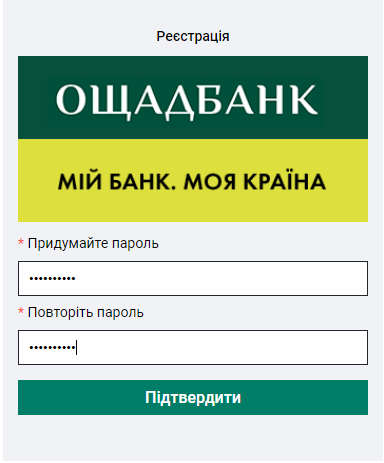 Реєстрація
ОЩАДБАНК
МІЙ БАНК. МОЯ КРАЇНА
* Придумайте пароль
••••••••••
* Повторіть пароль
••••••••••
Підтвердити